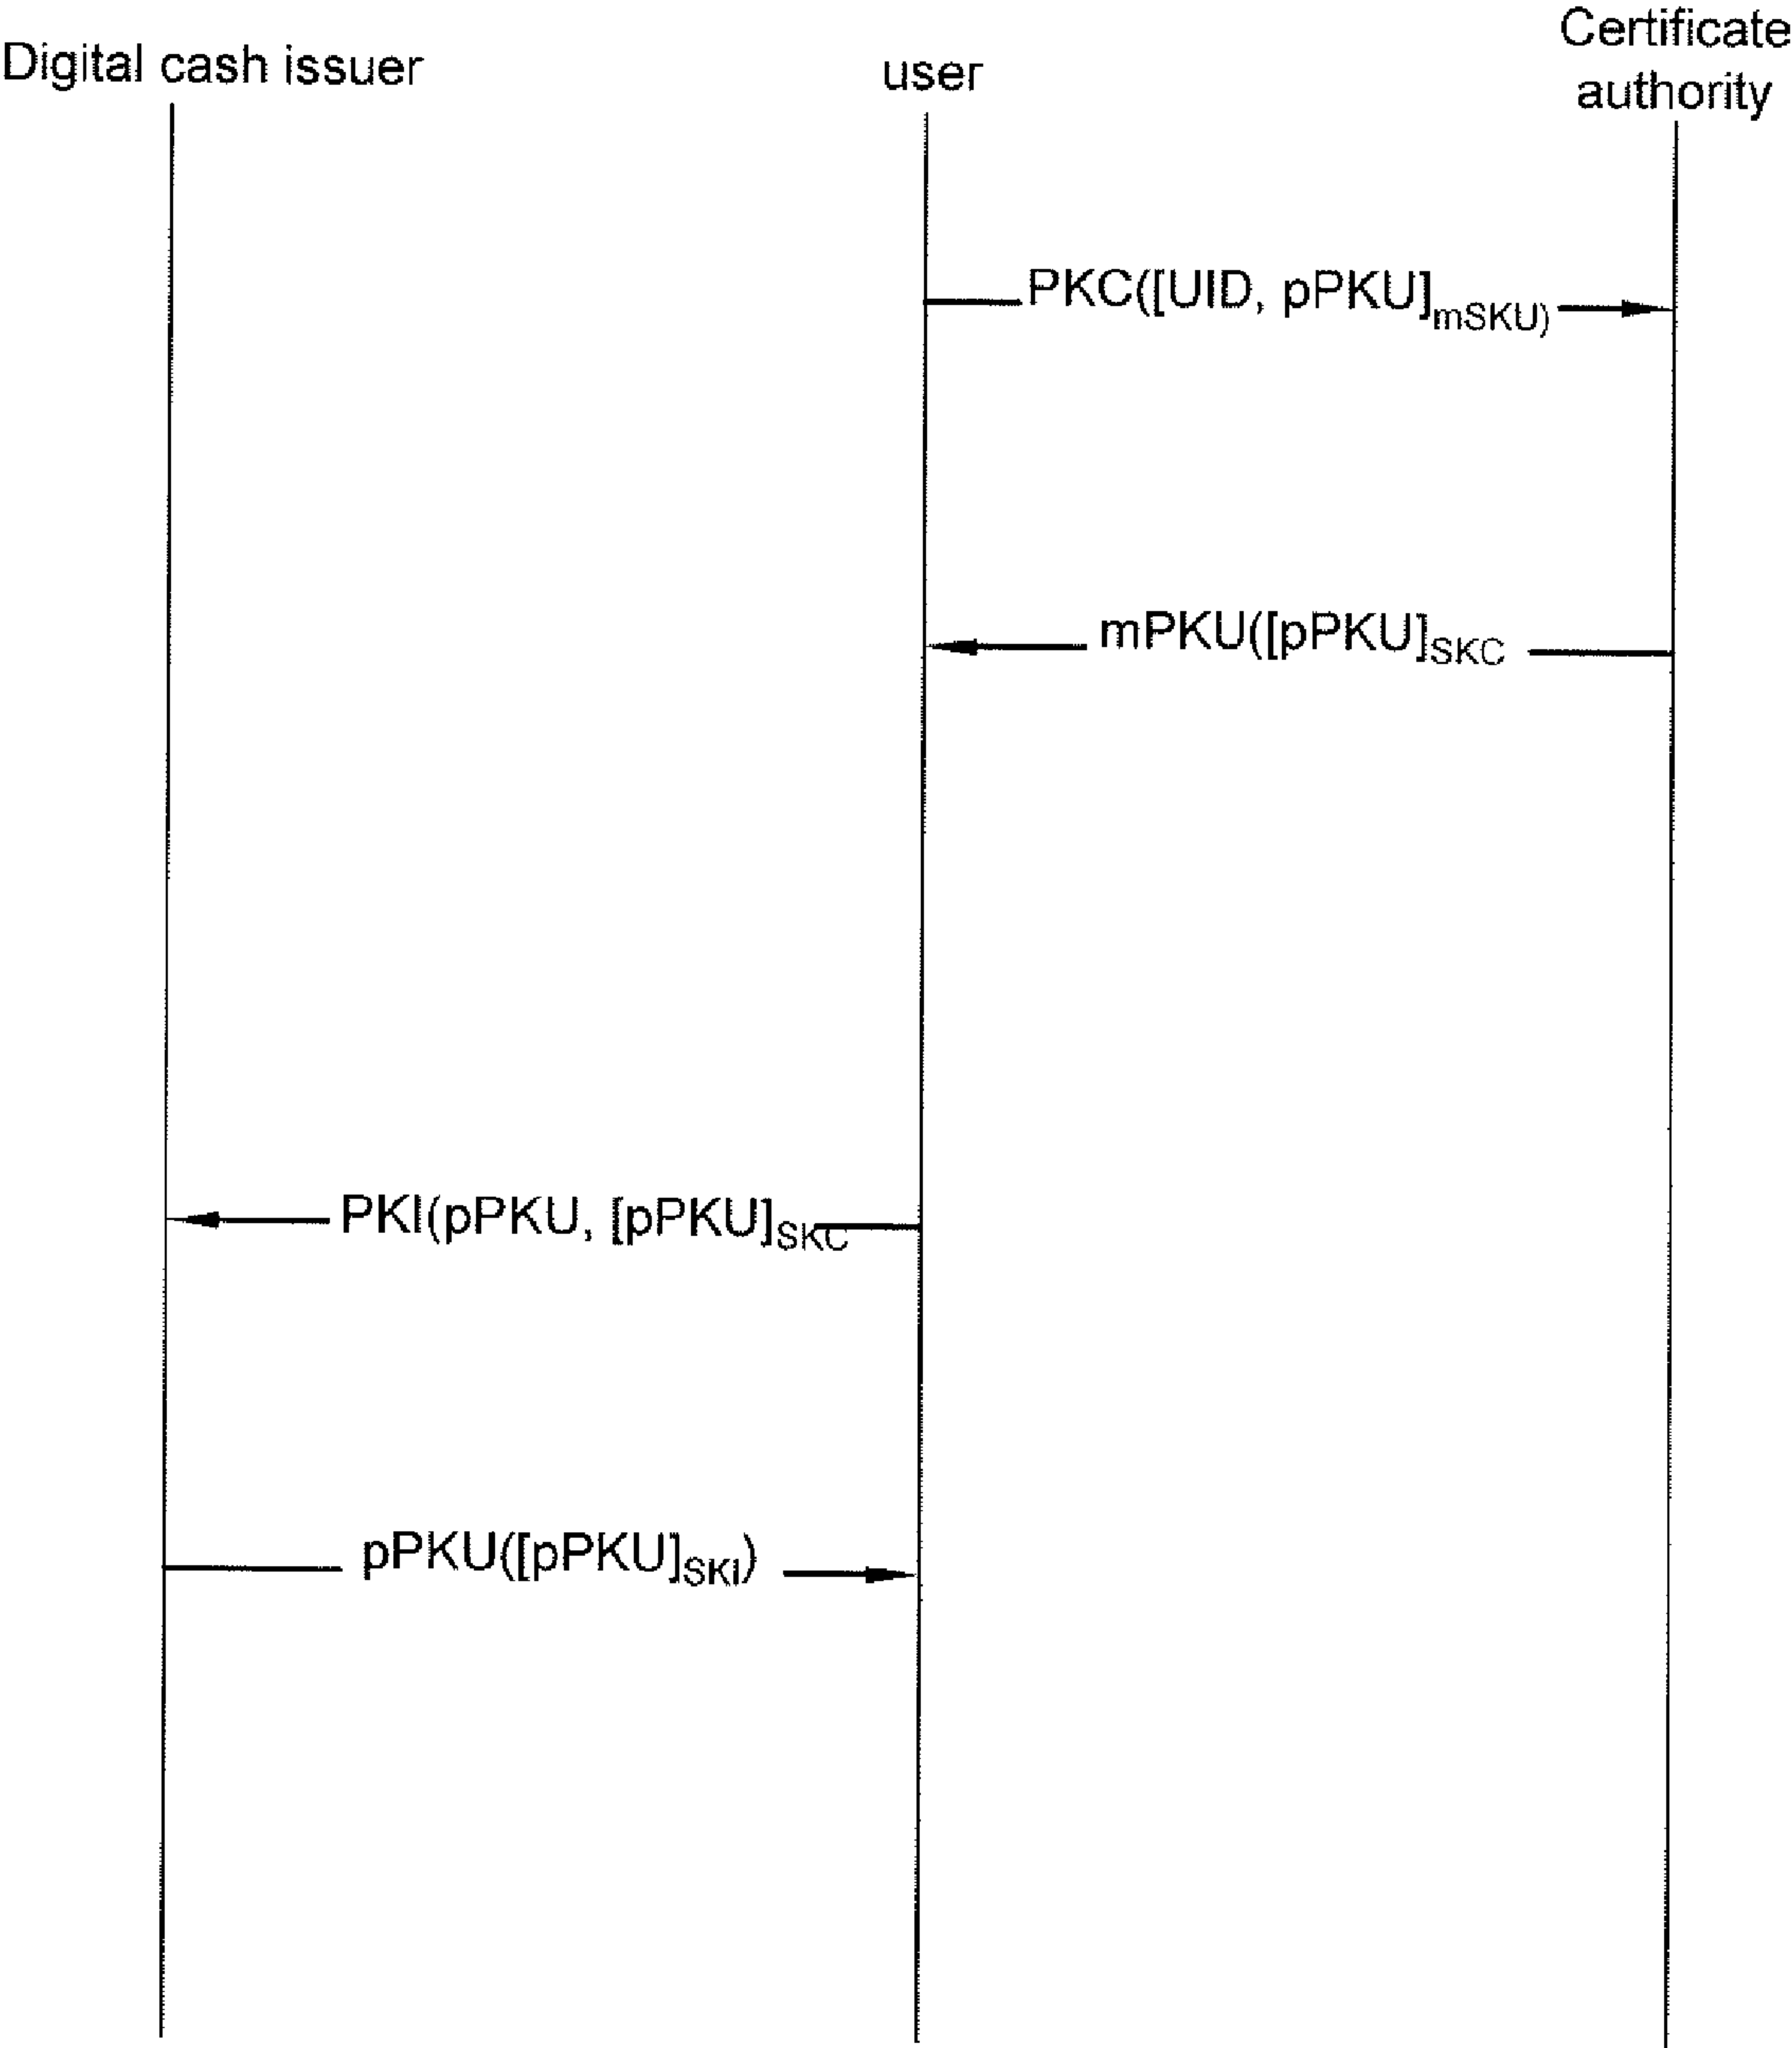 Digital cash issuer
user
Certificate
authority
PKC([UID, pPKU]mSKU)
mPKU([pPKU]SKC
PKI(pPKU, [pPKU]SKC
pPKU([pPKU]SKI)